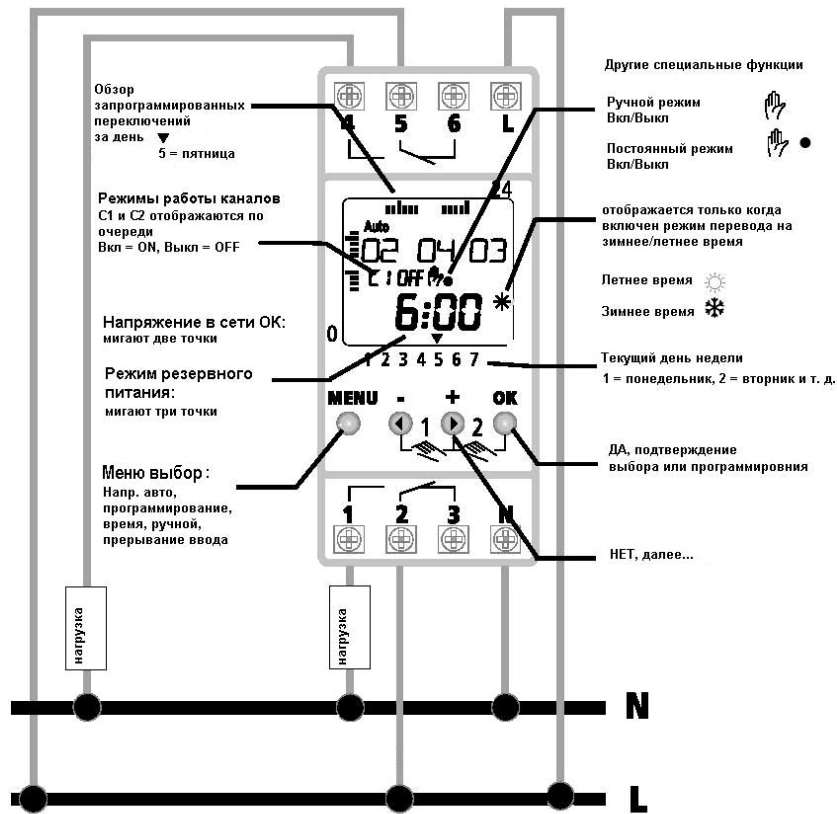 Обзор
запрограммированных
переключений
за день ▼
5 = пятница
Режимы работы каналов
С1 и С2 отображаются по
очереди
Вкл = ON, Выкл = OFF
Напряжение в сети ОК:
мигают две точки
Режим резервного
питания:
мигают три точки
Меню выбор:
Напр. авто,
программирование,
время, ручной,
прерывание ввода
4 5 6 L
24
Auto
02 04 03
C1 OFF
6:00
0
1 2 3 4 5 6 7
MENU - + OK
1 2
1 2 3 N
Другие специальные функции
Ручной режим
Вкл/Выкл
Постоянный режим
Вкл/Выкл
отображается только когда
включен режим перевода на
зимнее/летнее время
Летнее время
Зимнее время
Текущий день недели
1 = понедельник, 2 = вторник и т. д.
ДА, подтверждение
выбора или программировния
НЕТ, далее...
нагрузка
нагрузка
N
L